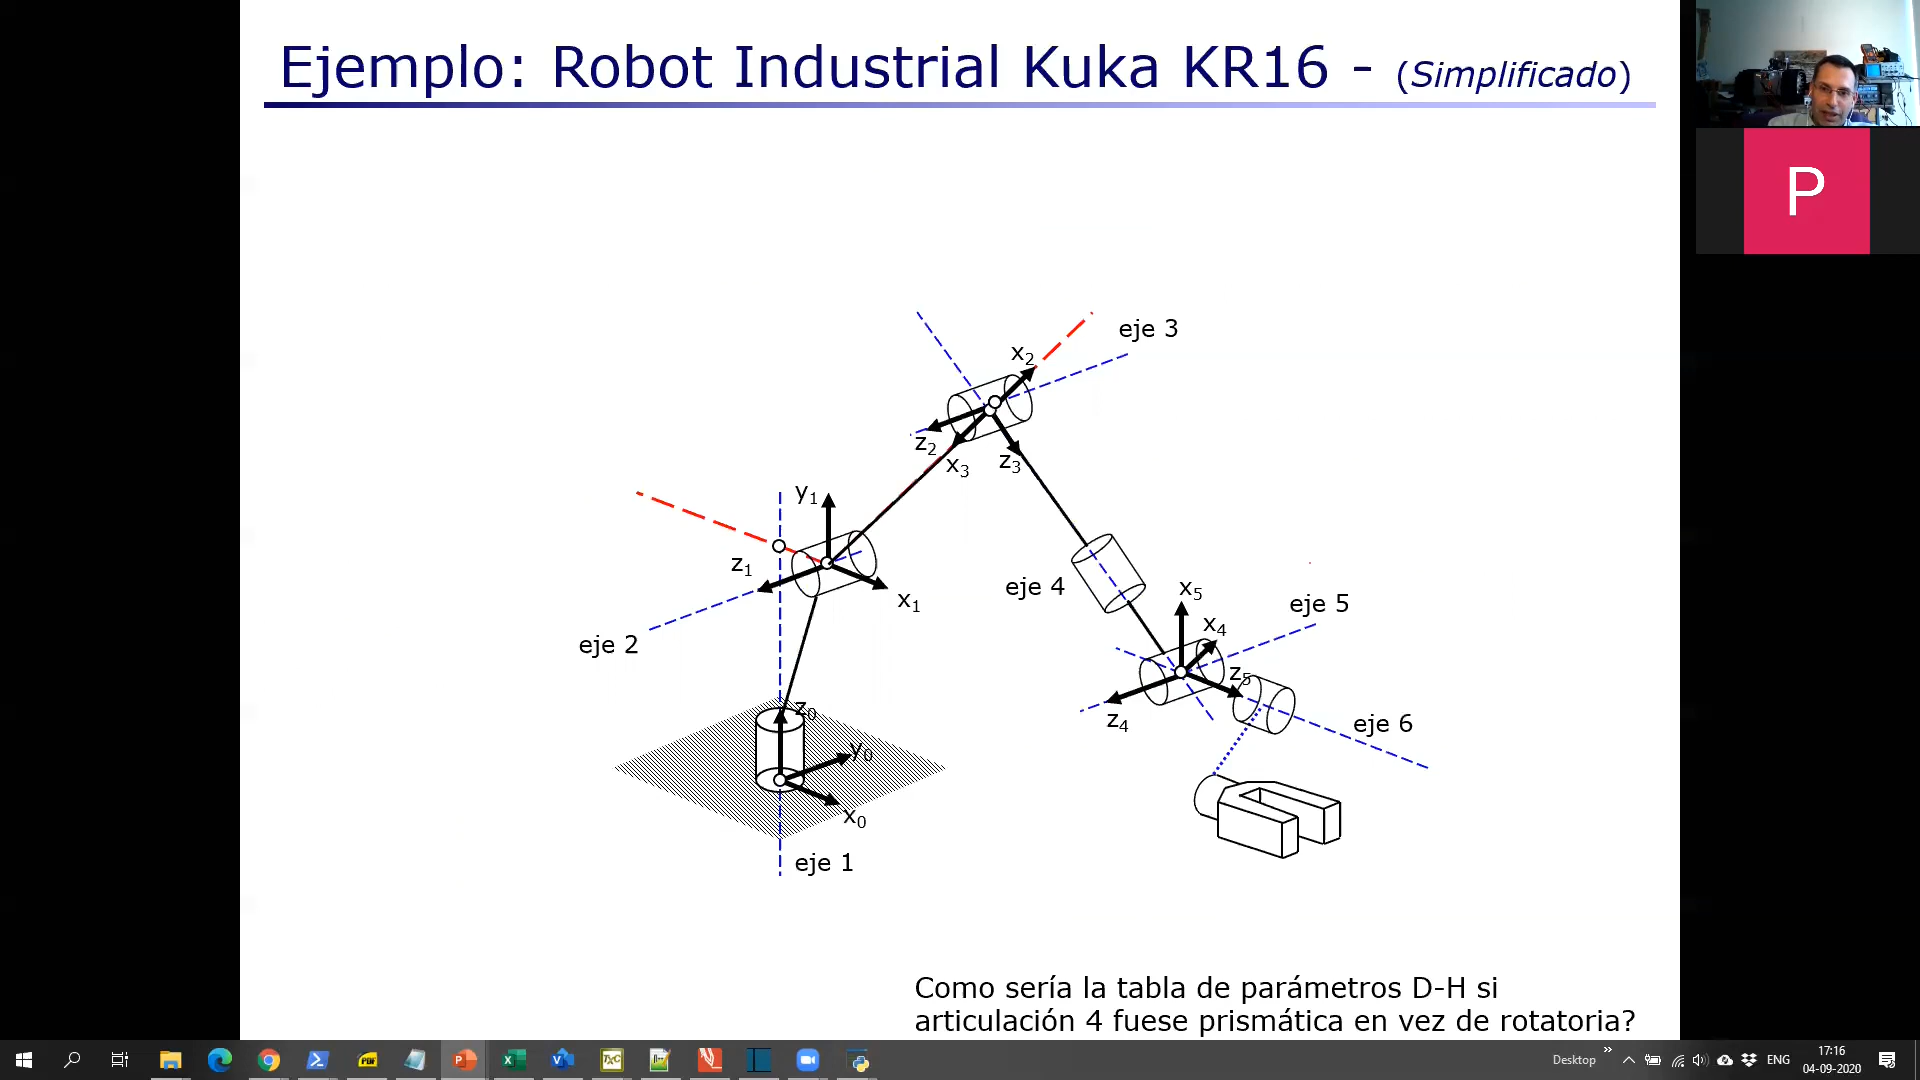 Ejemplo: Robot Industrial Kuka KR16 - (Simplificado)
P
eje 3
x2
z2
x3
z3
y1
z1
x1
eje 4
x5
eje 5
x4
eje 2
z5
z4
z0
eje 6
y0
x0
eje 1
Como sería la tabla de parámetros D-H si
articulación 4 fuese prismática en vez de rotatoria?
Desktop
ENG
17:16
04-09-2020